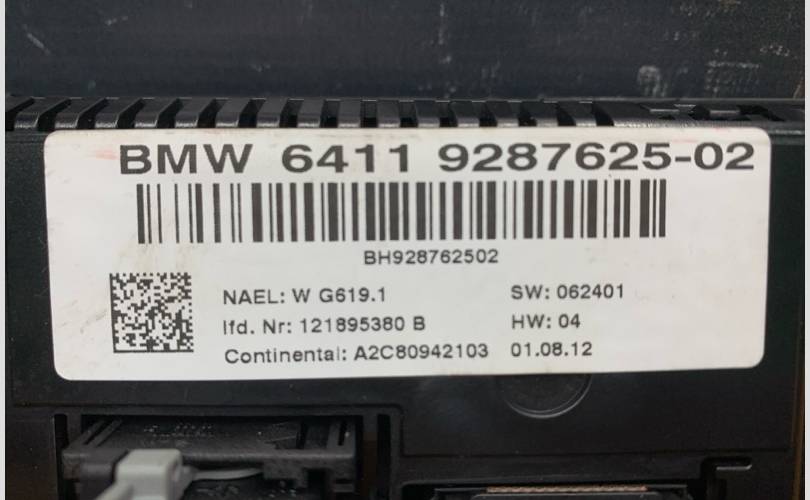 BMW 6411 9287625-02
BH928762502
NAEL: W G619.1 SW: 062401
lfd. Nr: 121895380 B HW: 04
Continental: A2C80942103 01.08.12